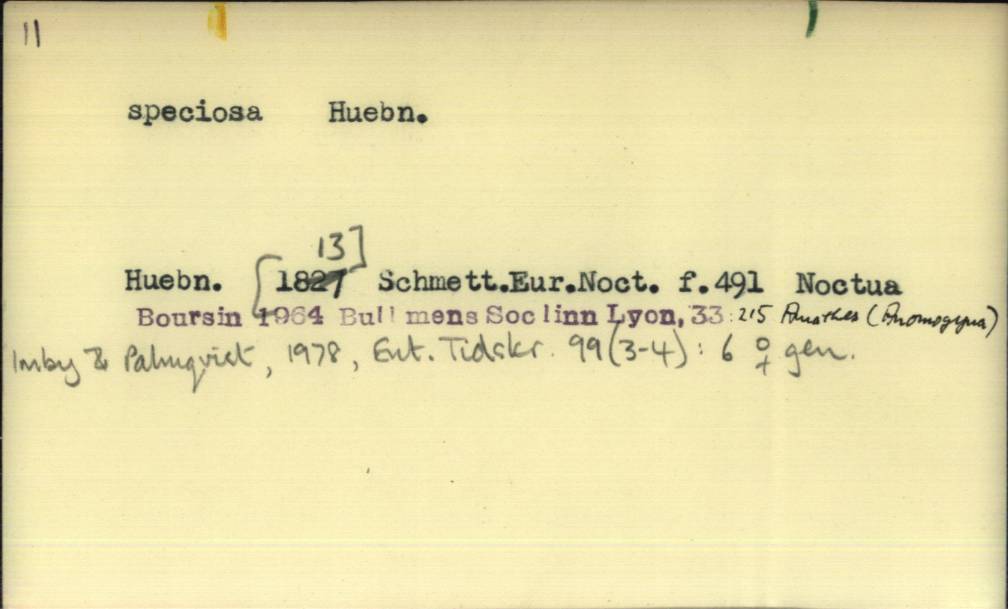 11
speciosa Huebn.
13]
Huebn. [1827 Schmett.Eur.Noct. f.491 Noctua
Boursin 1964 Bull mens Soc linn Lyon, 33: 215 (Anomogyna)
Imby & Palmqvist, 1978, Ent. Tidskr. 99(3-4): 6 ♀ gen.